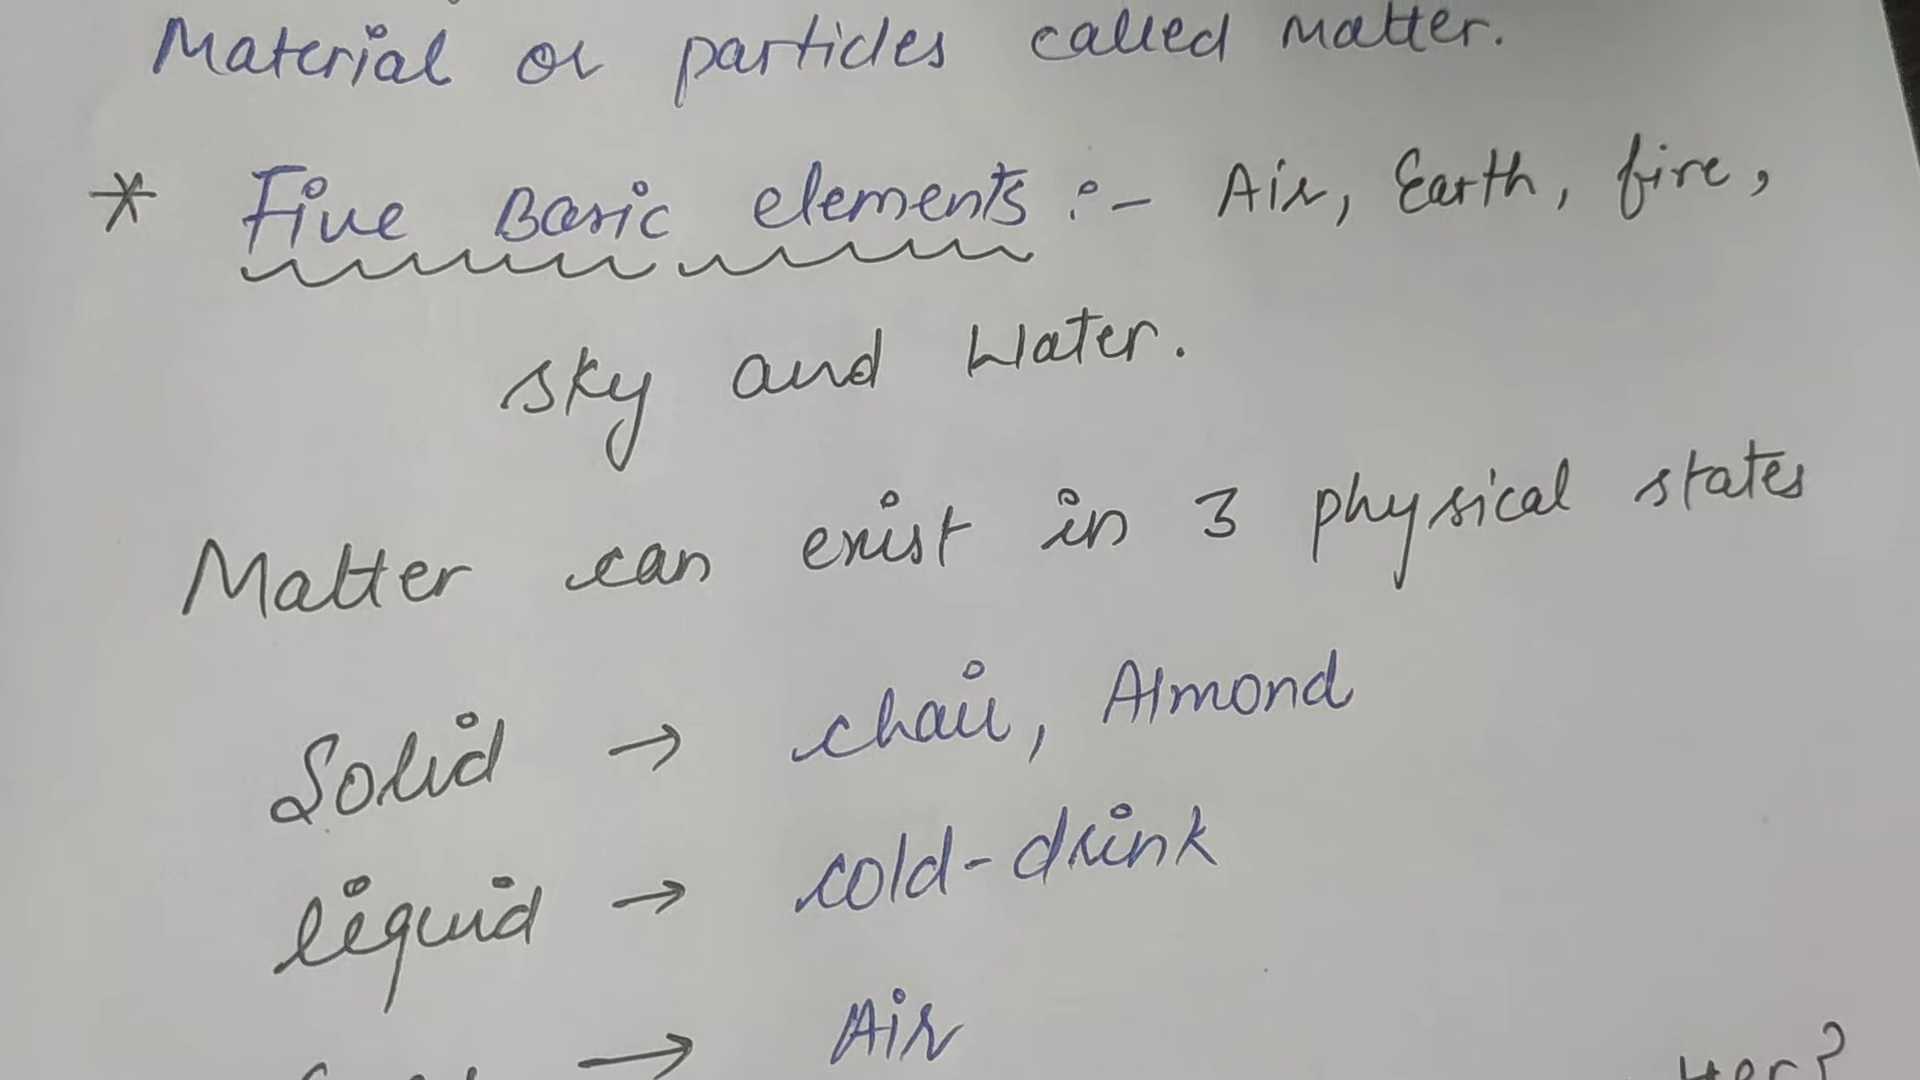 Material or particles called matter.
* Five Basic elements :- Air, Earth, fire,
sky and Water.
Matter can exist in 3 physical states
Solid → chair, Almond
liquid → cold-drink
→ Air